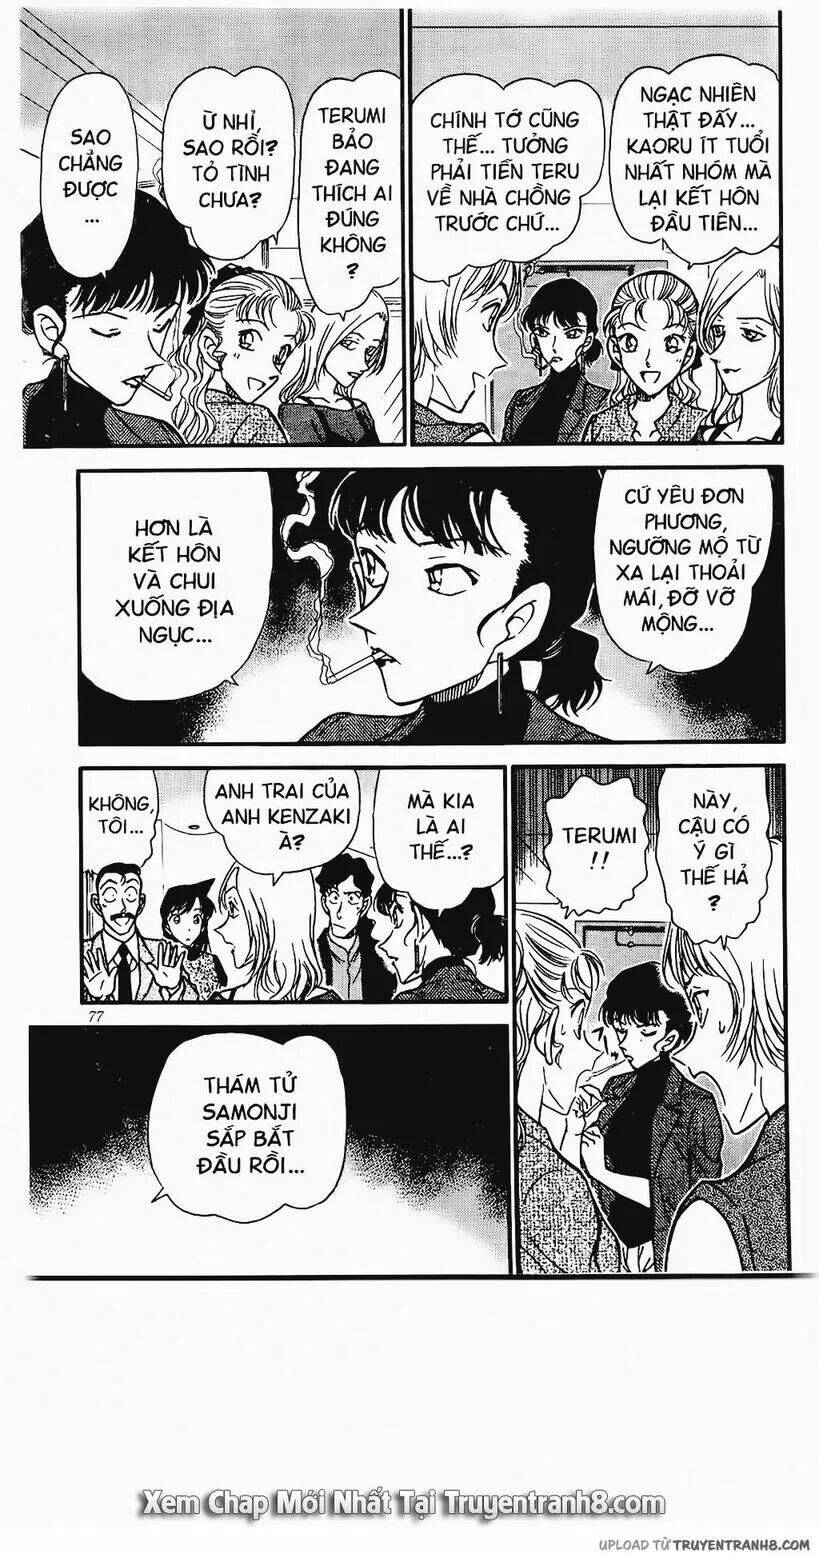 NGẠC NHIÊN
THẬT ĐẤY...
KAORU ÍT TUỔI
NHẤT NHÓM MÀ
LẠI KẾT HÔN
ĐẦU TIÊN...
CHÍNH TỚ CŨNG
THẾ... TƯỞNG
PHẢI TIỄN TERU
VỀ NHÀ CHỒNG
TRƯỚC CHỨ...
TERUMI
BẢO
ĐANG
THÍCH AI
ĐÚNG
KHÔNG
?
Ừ NHỈ,
SAO RỒI?
TỎ TÌNH
CHƯA?
SAO
CHẲNG
ĐƯỢC
...
CỨ YÊU ĐƠN
PHƯƠNG,
NGƯỠNG MỘ TỪ
XA LẠI THOẢI
MÁI, ĐỠ VỠ
MỘNG...
HƠN LÀ
KẾT HÔN
VÀ CHUI
XUỐNG ĐỊA
NGỤC...
NÀY,
CẬU CÓ
Ý GÌ
THẾ HẢ
?
TERUMI
!!
MÀ KIA
LÀ AI
THẾ...?
ANH TRAI CỦA
ANH KENZAKI
À?
KHÔNG,
TÔI...
77
THÁM TỬ
SAMONJI
SẮP BẮT
ĐẦU RỒI...
Xem Chap Mới Nhất Tại Truyentranh8.com
UPLOAD TỪ TRUYENTRANH8.COM